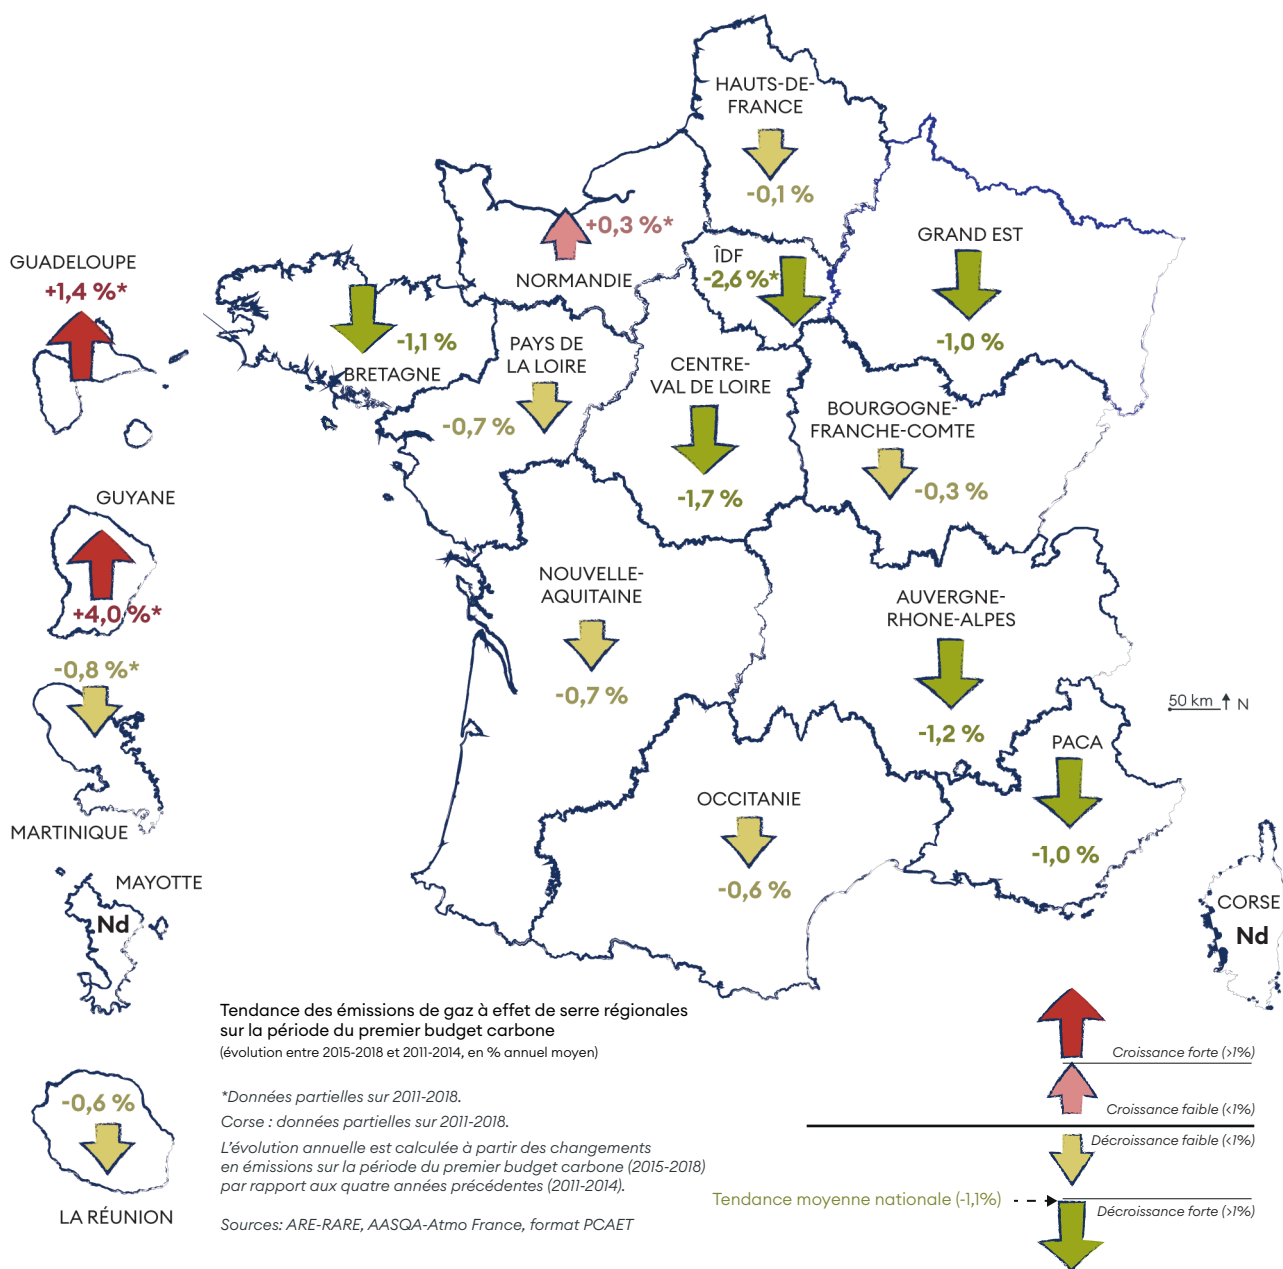 HAUTS-DE-
FRANCE
-0,1 %
+0,3 %*
NORMANDIE
ÎDF
-2,6 %*
GRAND EST
-1,0 %
GUADELOUPE
+1,4 %*
-1,1 %
BRETAGNE
PAYS DE
LA LOIRE
-0,7 %
CENTRE-
VAL DE LOIRE
-1,7 %
BOURGOGNE-
FRANCHE-COMTE
-0,3 %
GUYANE
+4,0 %*
NOUVELLE-
AQUITAINE
-0,7 %
AUVERGNE-
RHONE-ALPES
-1,2 %
-0,8 %*
MARTINIQUE
50 km N
PACA
-1,0 %
OCCITANIE
-0,6 %
MAYOTTE
Nd
CORSE
Nd
Tendance des émissions de gaz à effet de serre régionales
sur la période du premier budget carbone
(évolution entre 2015-2018 et 2011-2014, en % annuel moyen)
-0,6 %
LA RÉUNION
*Données partielles sur 2011-2018.
Corse : données partielles sur 2011-2018.
L'évolution annuelle est calculée à partir des changements
en émissions sur la période du premier budget carbone (2015-2018)
par rapport aux quatre années précédentes (2011-2014).
Sources: ARE-RARE, AASQA-Atmo France, format PCAET
Croissance forte (>1%)
Croissance faible (<1%)
Décroissance faible (<1%)
Tendance moyenne nationale (-1,1%)
Décroissance forte (>1%)